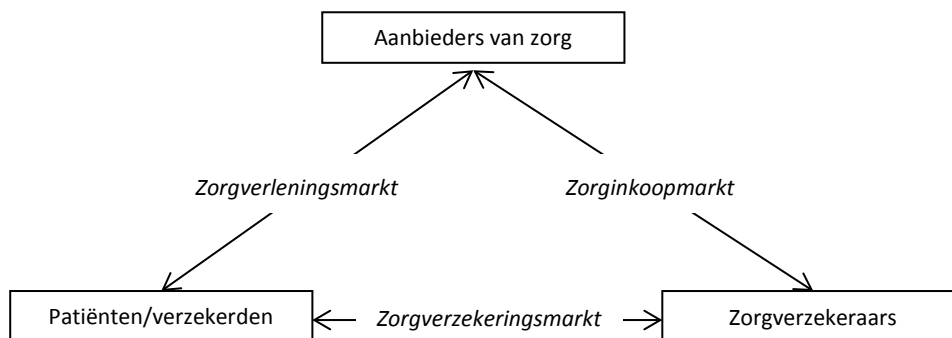 Aanbieders van zorg
Zorgverleningsmarkt
Zorginkoopmarkt
Patiënten/verzekerden
Zorgverzekeringsmarkt
Zorgverzekeraars